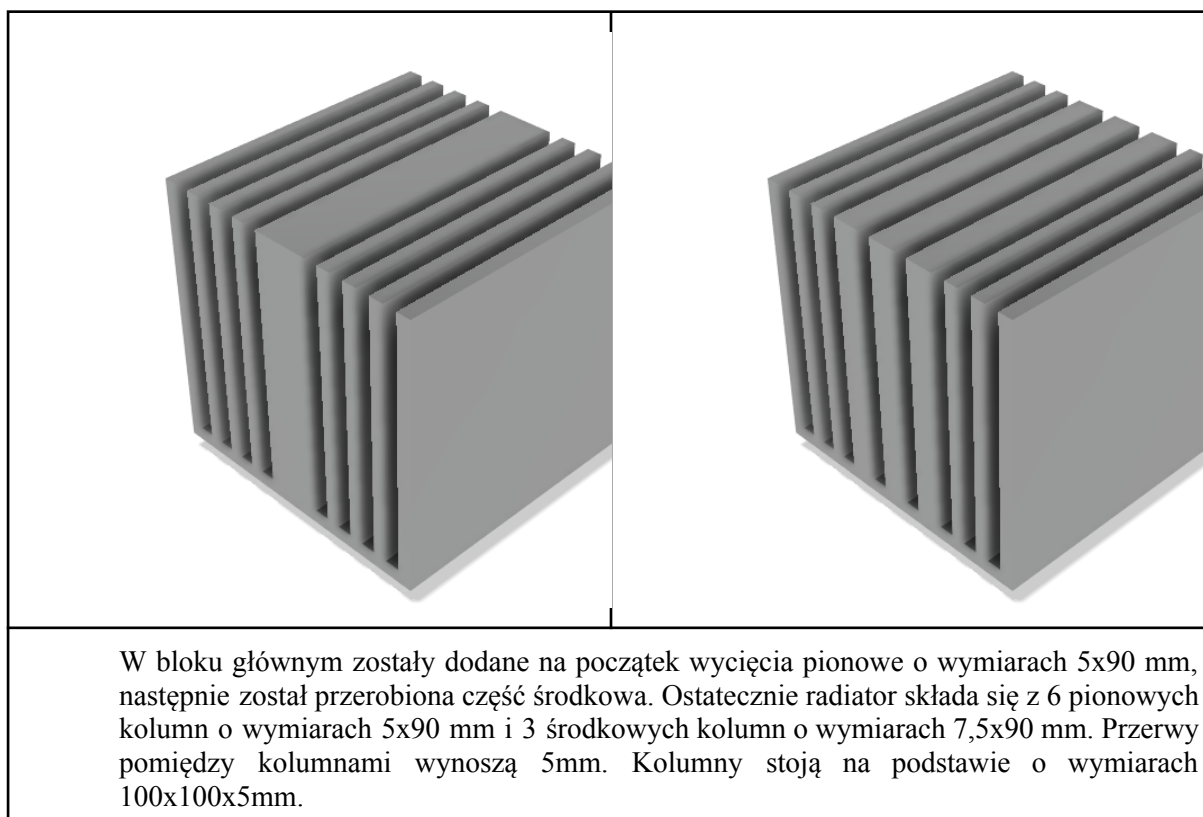 W bloku głównym zostały dodane na początek wycięcia pionowe o wymiarach 5x90 mm,
następnie został przerobiona część środkowa. Ostatecznie radiator składa się z 6 pionowych
kolumn o wymiarach 5x90 mm i 3 środkowych kolumn o wymiarach 7,5x90 mm. Przerwy
pomiędzy kolumnami wynoszą 5mm. Kolumny stoją na podstawie o wymiarach
100x100x5mm.